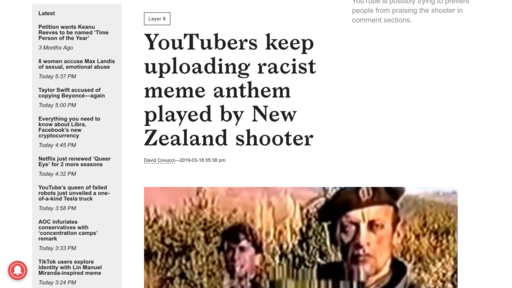 YouTube is possibly trying to prevent
people from praising the shooter in
comment sections.
Latest
Petition wants Keanu
Reeves to be named 'Time
Person of the Year'
3 Months Ago
8 women accuse Max Landis
of sexual, emotional abuse
Today 5:37 PM
Taylor Swift accused of
copying Beyoncé—again
Today 5:00 PM
Everything you need to
know about Libra,
Facebook's new
cryptocurrency
Today 4:45 PM
Netflix just renewed 'Queer
Eye' for 2 more seasons
Today 4:32 PM
YouTube's queen of failed
robots just unveiled a one-
of-a-kind Tesla truck
Today 3:58 PM
AOC infuriates
conservatives with
'concentration camps'
remark
Today 3:33 PM
TikTok users explore
identity with Lin Manuel
Miranda-inspired meme
Today 3:24 PM
Layer 8
YouTubers keep
uploading racist
meme anthem
played by New
Zealand shooter
David Covucci—2019-03-18 05:38 pm